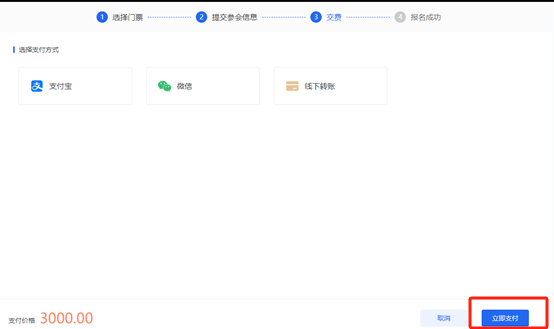 1 选择门票 2 提交参会信息 3 交费 4 报名成功
选择支付方式
支付宝 微信 线下转账
支付价格 3000.00 取消 立即支付